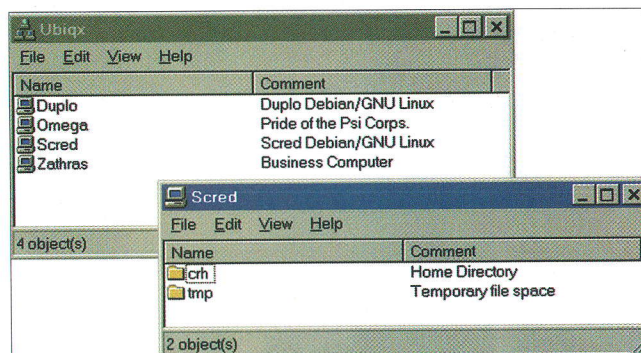 Ubiqx
File Edit View Help
Name Comment
Duplo Duplo Debian/GNU Linux
Omega Pride of the Psi Corps.
Scred Scred Debian/GNU Linux
Zathras Business Computer
4 object(s)
Scred
File Edit View Help
Name Comment
crh Home Directory
tmp Temporary file space
2 object(s)